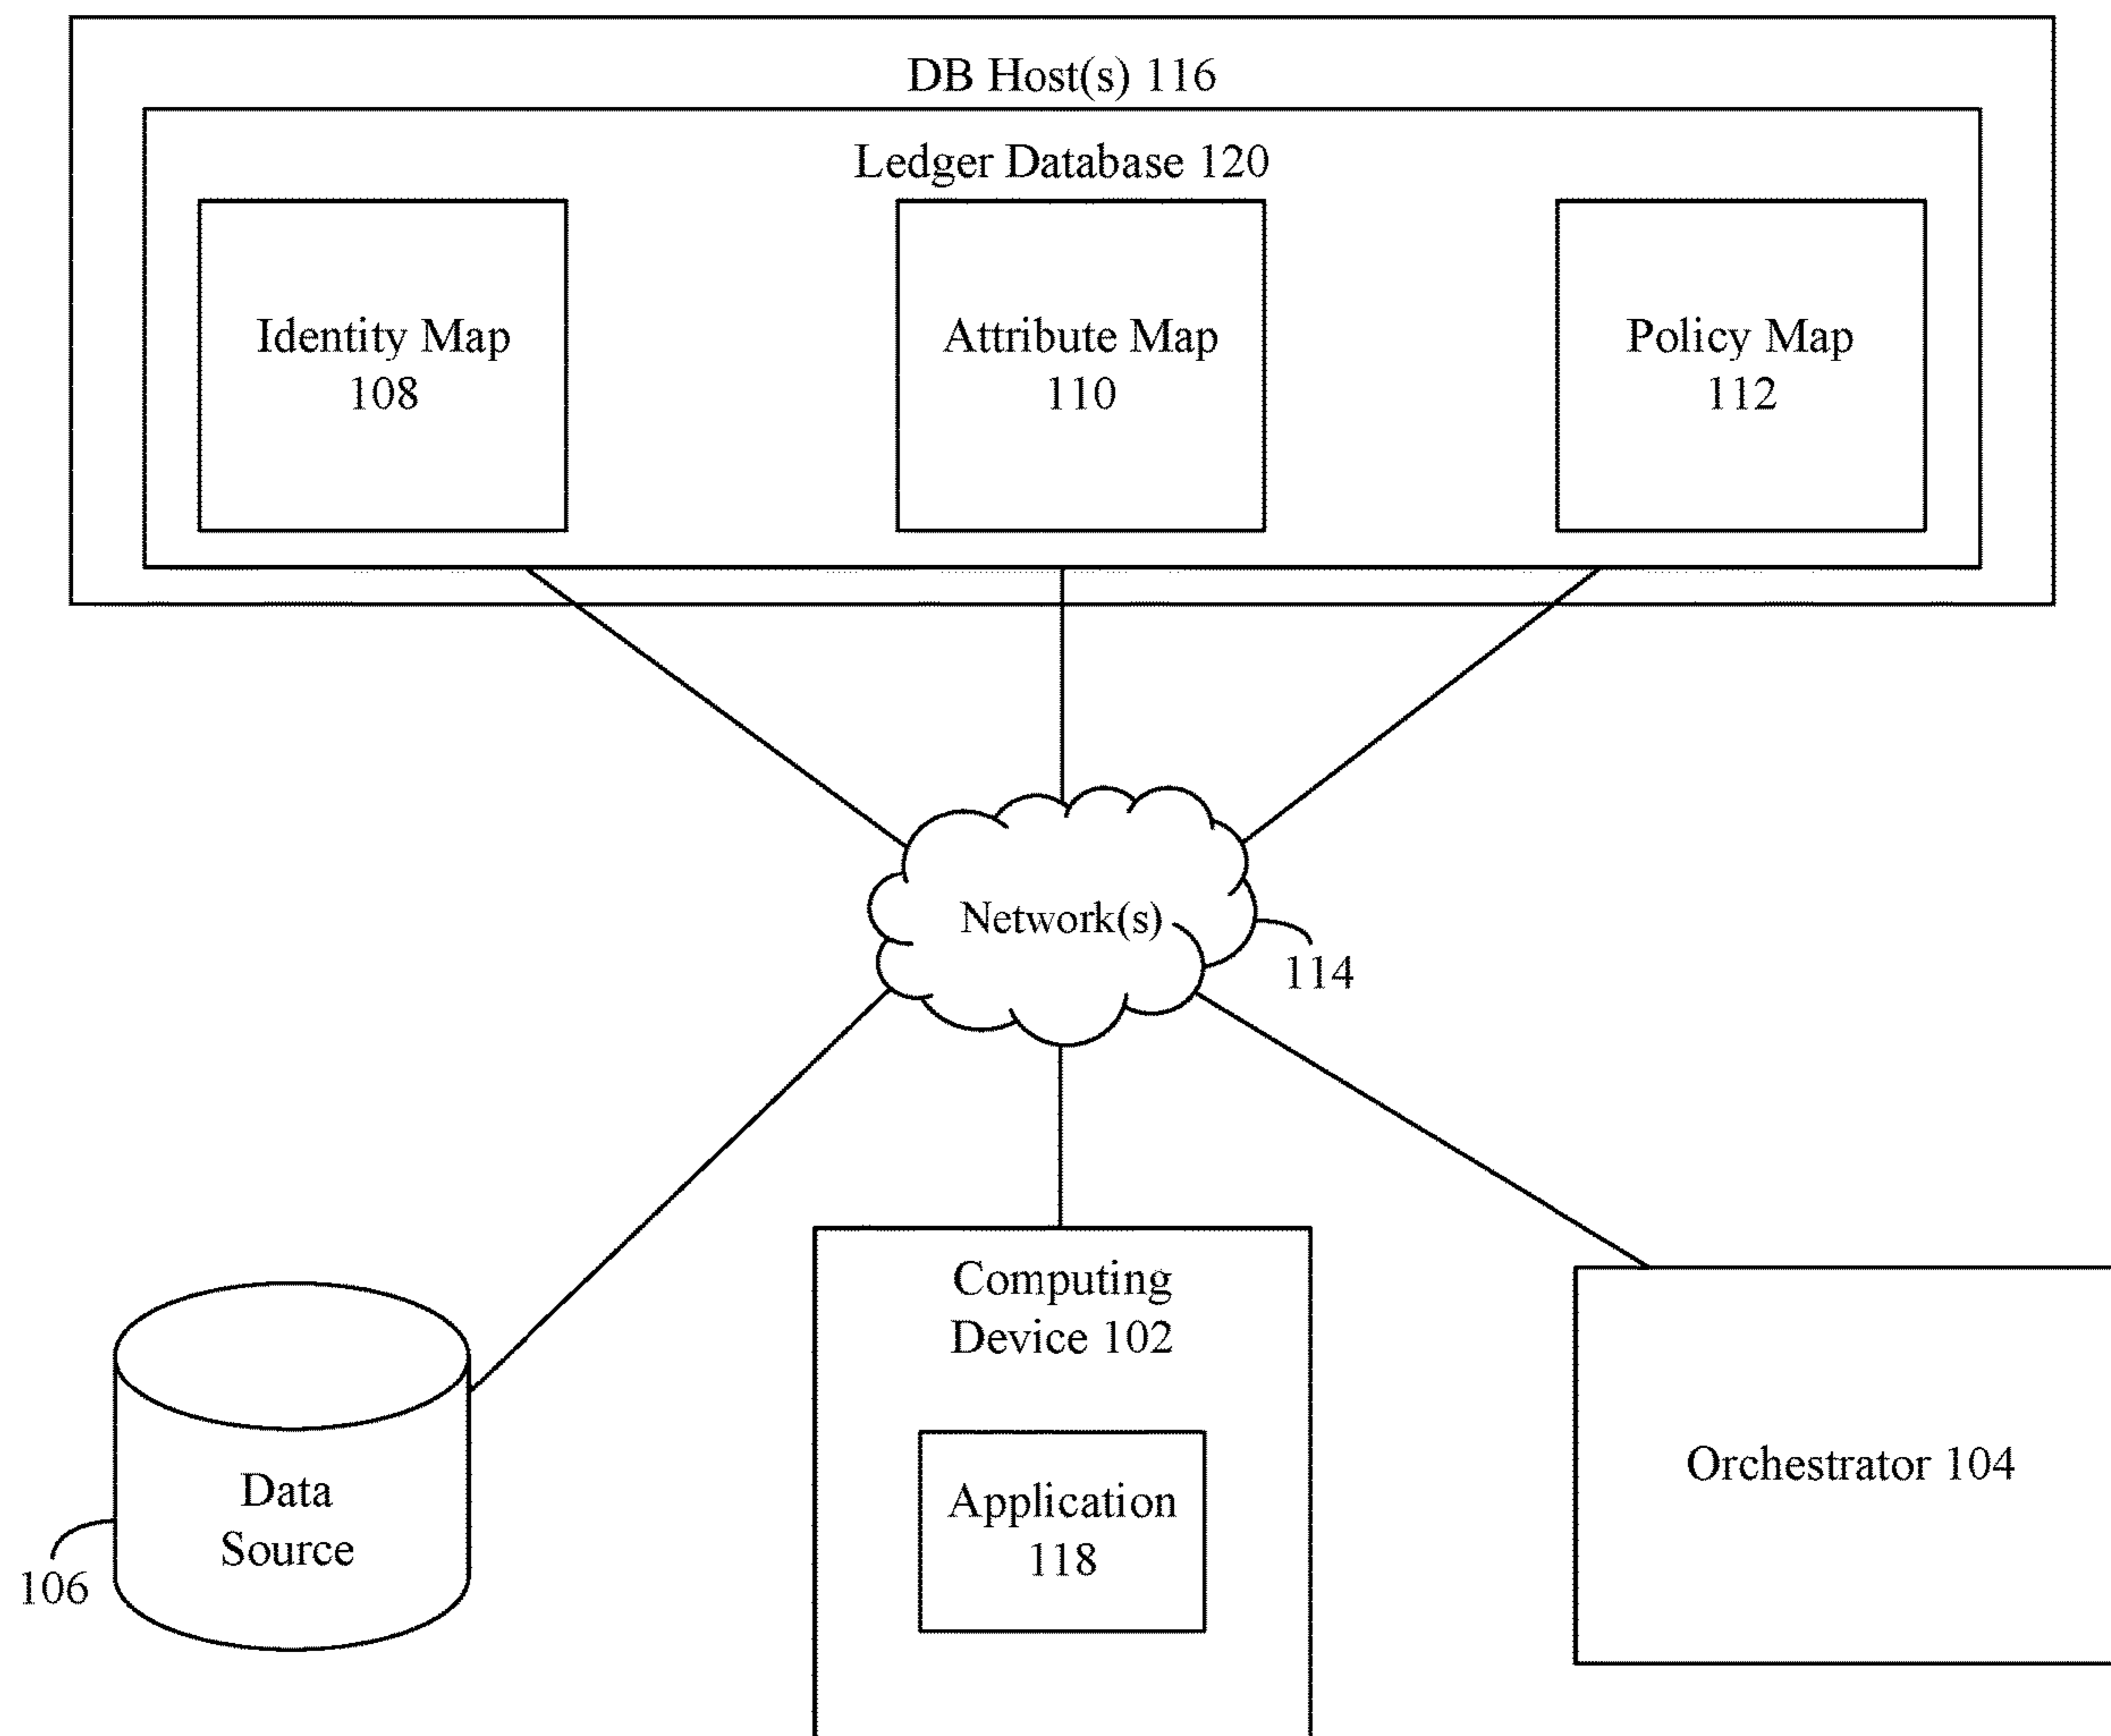 DB Host(s) 116
Ledger Database 120
Identity Map
108
Attribute Map
110
Policy Map
112
Network(s)
114
Computing
Device 102
Application
118
Data
Source
106
Orchestrator 104